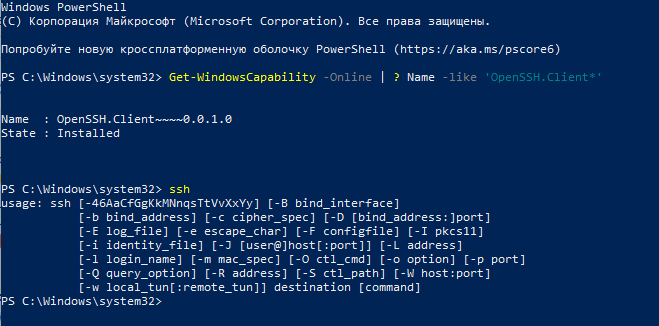 Windows PowerShell
(C) Корпорация Майкрософт (Microsoft Corporation). Все права защищены.
Попробуйте новую кроссплатформенную оболочку PowerShell (https://aka.ms/pscore6)
PS C:\Windows\system32> Get-WindowsCapability -Online | ? Name -like 'OpenSSH.Client*'
Name  : OpenSSH.Client~~~~0.0.1.0
State : Installed
PS C:\Windows\system32> ssh
usage: ssh [-46AaCfGgKkMNnqsTtVvXxYy] [-B bind_interface]
           [-b bind_address] [-c cipher_spec] [-D [bind_address:]port]
           [-E log_file] [-e escape_char] [-F configfile] [-I pkcs11]
           [-i identity_file] [-J [user@]host[:port]] [-L address]
           [-l login_name] [-m mac_spec] [-O ctl_cmd] [-o option] [-p port]
           [-Q query_option] [-R address] [-S ctl_path] [-W host:port]
           [-w local_tun[:remote_tun]] destination [command]
PS C:\Windows\system32>